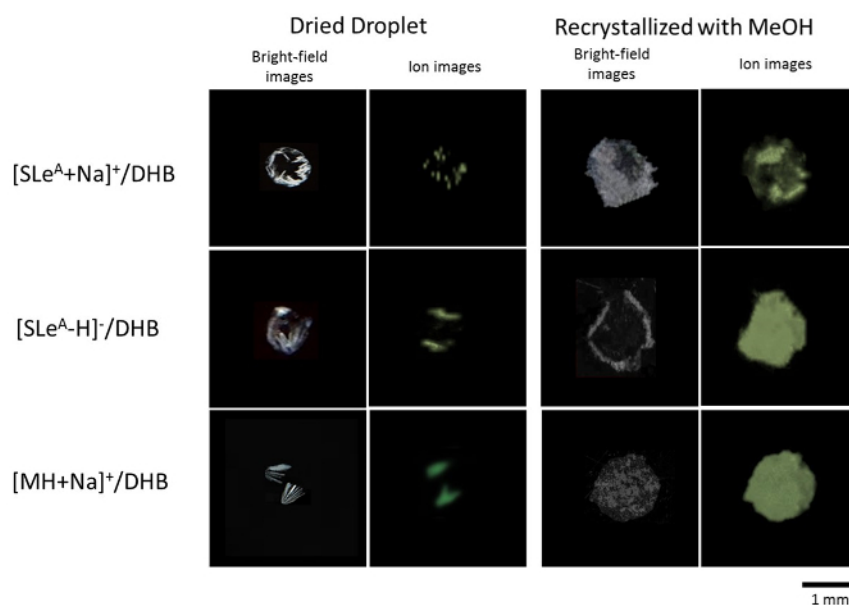 Dried Droplet
Recrystallized with MeOH
Bright-field
images
Ion images
Bright-field
images
Ion images
[SLeᴬ+Na]⁺/DHB
[SLeᴬ-H]⁻/DHB
[MH+Na]⁺/DHB
1 mm